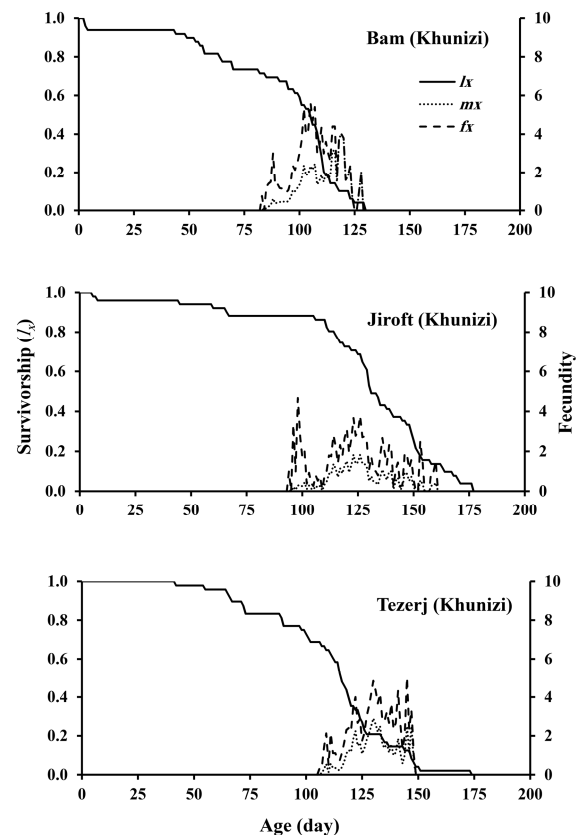 Bam (Khunizi)
lx
mx
fx
1.0 0.8 0.6 0.4 0.2 0.0
10 8 6 4 2 0
0 25 50 75 100 125 150 175 200
Jiroft (Khunizi)
1.0 0.8 0.6 0.4 0.2 0.0
10 8 6 4 2 0
0 25 50 75 100 125 150 175 200
Survivorship (lx)
Fecundity
Tezerj (Khunizi)
1.0 0.8 0.6 0.4 0.2 0.0
10 8 6 4 2 0
0 25 50 75 100 125 150 175 200
Age (day)